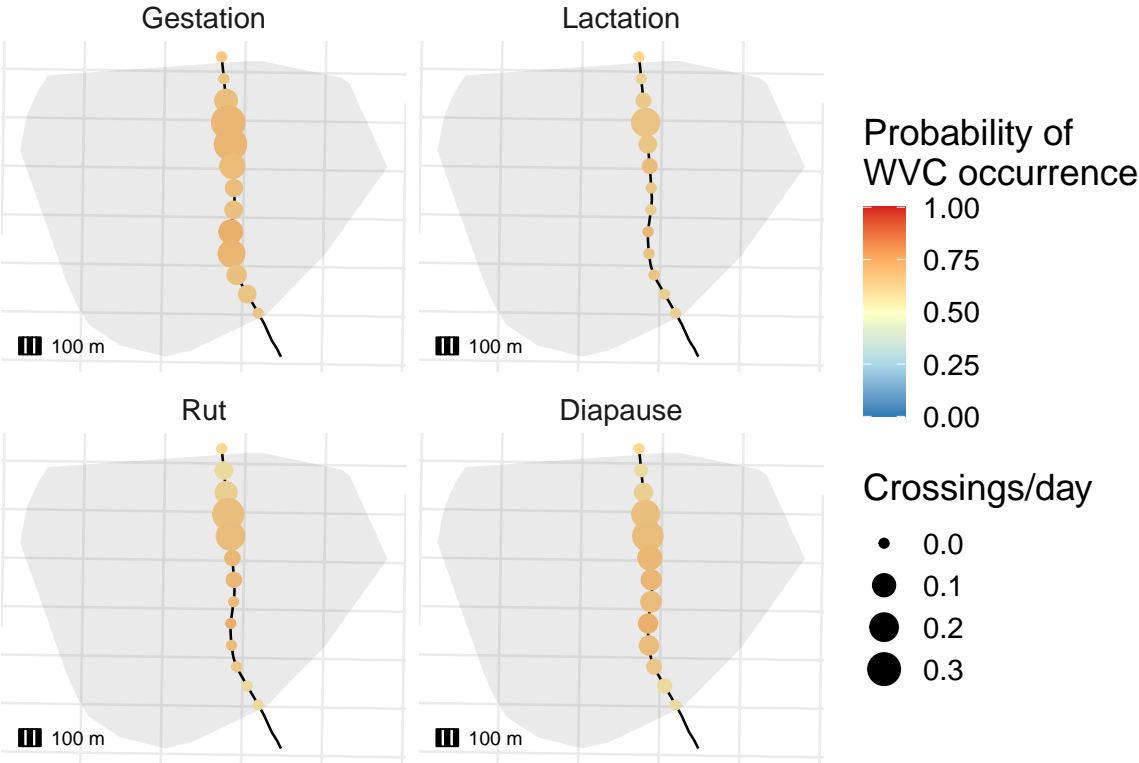 Gestation
Lactation
100 m
100 m
Rut
Diapause
100 m
100 m
Probability of
WVC occurrence
1.00
0.75
0.50
0.25
0.00
Crossings/day
0.0
0.1
0.2
0.3